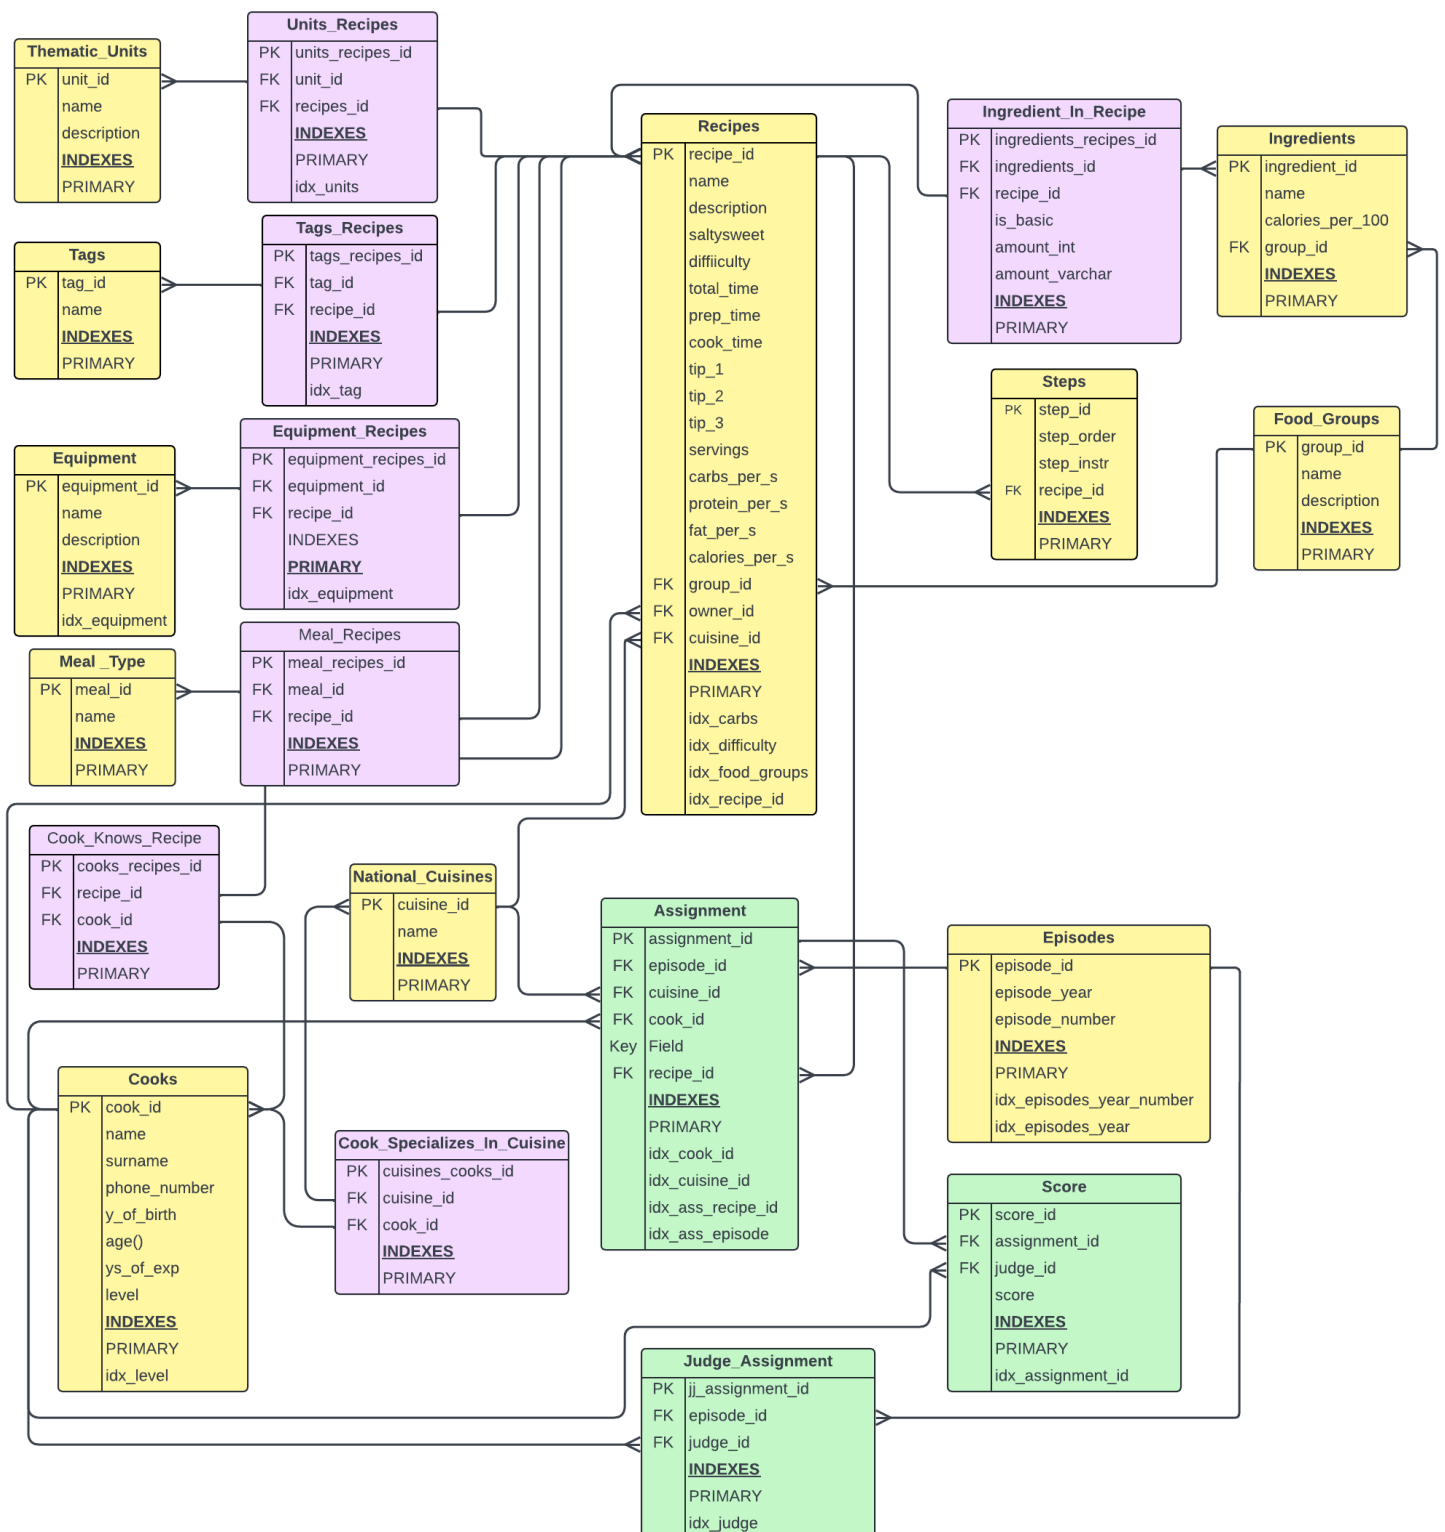 Units_Recipes
PK units_recipes_id
FK unit_id
FK recipes_id
INDEXES
PRIMARY
idx_units
Thematic_Units
PK unit_id
name
description
INDEXES
PRIMARY
Tags_Recipes
PK tags_recipes_id
FK tag_id
FK recipe_id
INDEXES
PRIMARY
idx_tag
Tags
PK tag_id
name
INDEXES
PRIMARY
Equipment_Recipes
PK equipment_recipes_id
FK equipment_id
FK recipe_id
INDEXES
PRIMARY
idx_equipment
Equipment
PK equipment_id
name
description
INDEXES
PRIMARY
idx_equipment
Meal_Recipes
PK meal_recipes_id
FK meal_id
FK recipe_id
INDEXES
PRIMARY
Meal _Type
PK meal_id
name
INDEXES
PRIMARY
Cook_Knows_Recipe
PK cooks_recipes_id
FK recipe_id
FK cook_id
INDEXES
PRIMARY
National_Cuisines
PK cuisine_id
name
INDEXES
PRIMARY
Cooks
PK cook_id
name
surname
phone_number
y_of_birth
age()
ys_of_exp
level
INDEXES
PRIMARY
idx_level
Cook_Specializes_In_Cuisine
PK cuisines_cooks_id
FK cuisine_id
FK cook_id
INDEXES
PRIMARY
Recipes
PK recipe_id
name
description
saltysweet
diffiiculty
total_time
prep_time
cook_time
tip_1
tip_2
tip_3
servings
carbs_per_s
protein_per_s
fat_per_s
calories_per_s
FK group_id
FK owner_id
FK cuisine_id
INDEXES
PRIMARY
idx_carbs
idx_difficulty
idx_food_groups
idx_recipe_id
Ingredient_In_Recipe
PK ingredients_recipes_id
FK ingredients_id
FK recipe_id
is_basic
amount_int
amount_varchar
INDEXES
PRIMARY
Ingredients
PK ingredient_id
name
calories_per_100
FK group_id
INDEXES
PRIMARY
Steps
PK step_id
step_order
step_instr
FK recipe_id
INDEXES
PRIMARY
Food_Groups
PK group_id
name
description
INDEXES
PRIMARY
Assignment
PK assignment_id
FK episode_id
FK cuisine_id
FK cook_id
Key Field
FK recipe_id
INDEXES
PRIMARY
idx_cook_id
idx_cuisine_id
idx_ass_recipe_id
idx_ass_episode
Episodes
PK episode_id
episode_year
episode_number
INDEXES
PRIMARY
idx_episodes_year_number
idx_episodes_year
Score
PK score_id
FK assignment_id
FK judge_id
score
INDEXES
PRIMARY
idx_assignment_id
Judge_Assignment
PK jj_assignment_id
FK episode_id
FK judge_id
INDEXES
PRIMARY
idx_judge